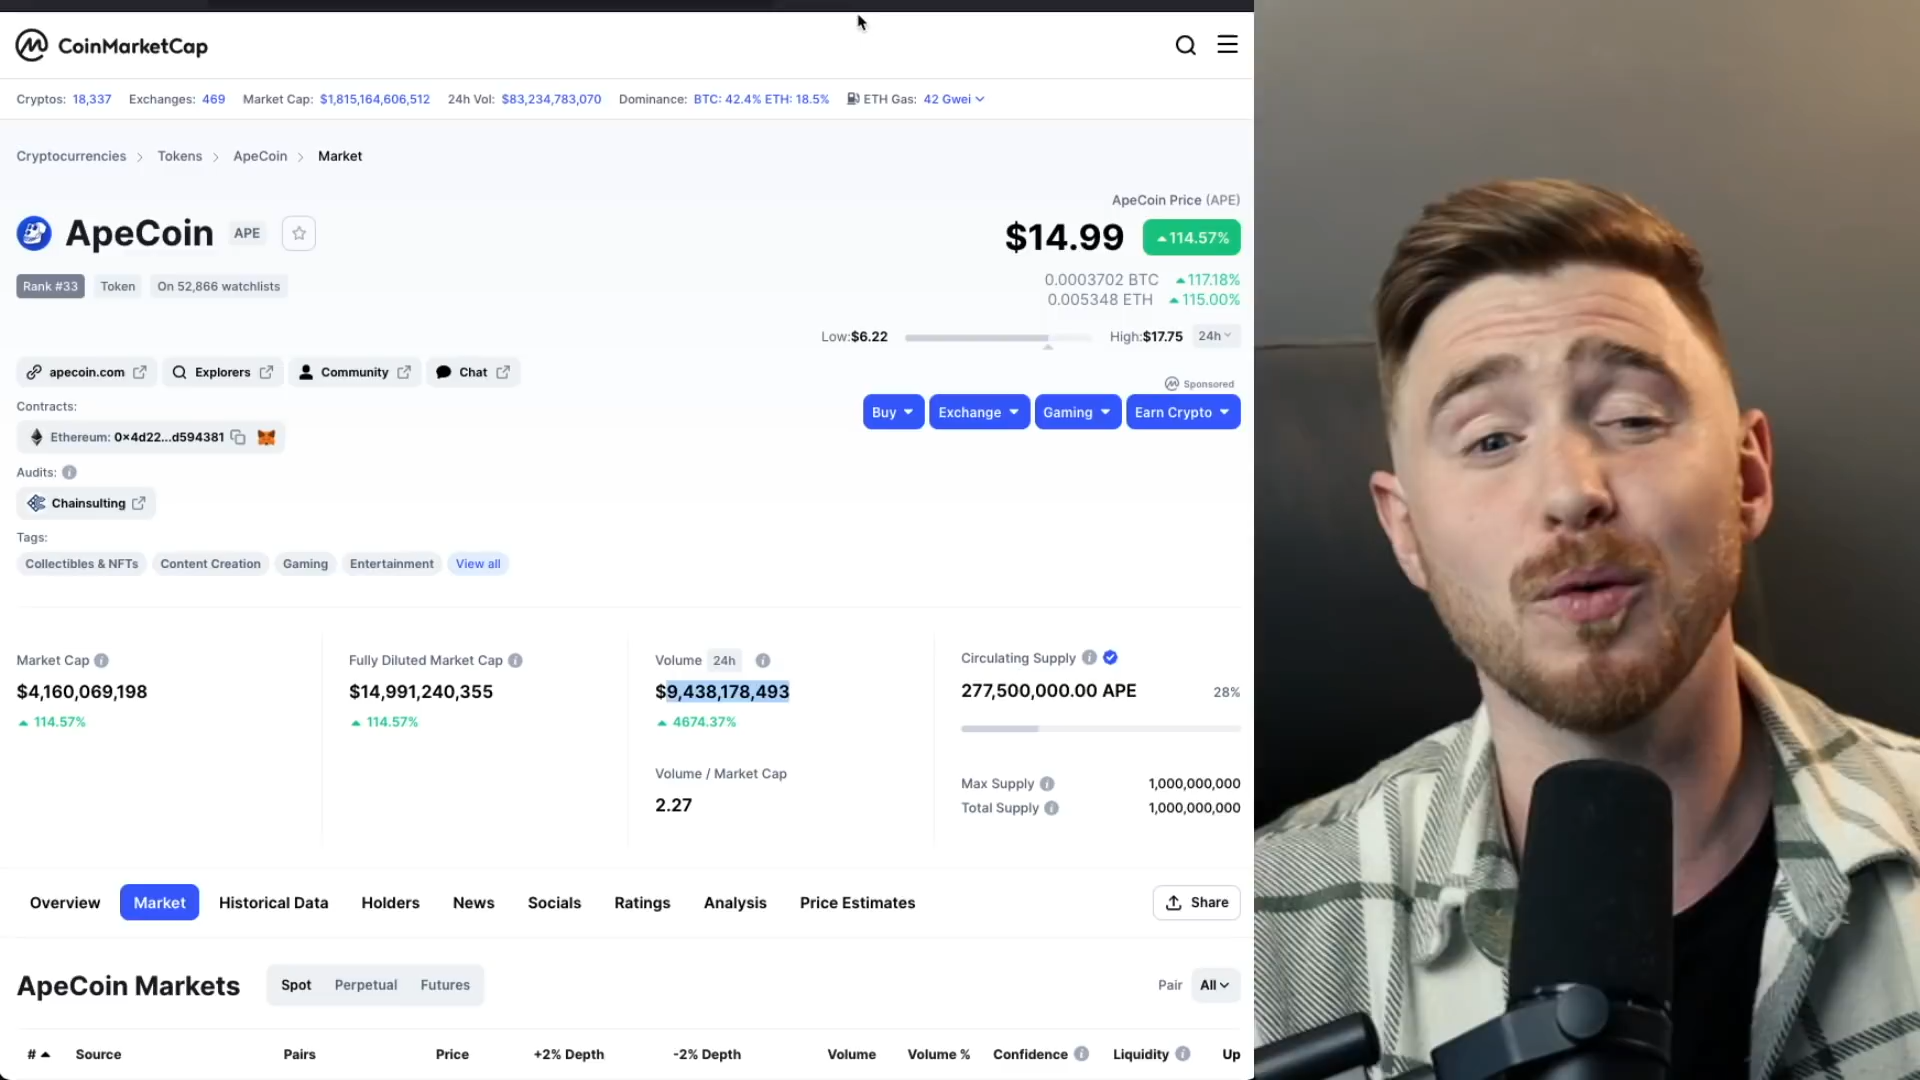 CoinMarketCap
Cryptos: 18,337 Exchanges: 469 Market Cap: $1,815,164,606,512 24h Vol: $83,234,783,070 Dominance: BTC: 42.4% ETH: 18.5% ETH Gas: 42 Gwei
Cryptocurrencies > Tokens > ApeCoin > Market
ApeCoin Price (APE)
ApeCoin APE
$14.99 114.57%
0.0003702 BTC 117.18%
Rank #33 Token On 52,866 watchlists
0.005348 ETH 115.00%
Low:$6.22 High:$17.75 24h
apecoin.com Explorers Community Chat
Sponsored
Contracts:
Buy Exchange Gaming Earn Crypto
Ethereum: 0x4d22...d594381
Audits:
Chainsulting
Tags:
Collectibles & NFTs Content Creation Gaming Entertainment View all
Market Cap Fully Diluted Market Cap Volume 24h Circulating Supply
$4,160,069,198 $14,991,240,355 $9,438,178,493 277,500,000.00 APE 28%
114.57% 114.57% 4674.37%
Volume / Market Cap
Max Supply 1,000,000,000
2.27
Total Supply 1,000,000,000
Overview Market Historical Data Holders News Socials Ratings Analysis Price Estimates Share
ApeCoin Markets Spot Perpetual Futures Pair All
# Source Pairs Price +2% Depth -2% Depth Volume Volume % Confidence Liquidity Up